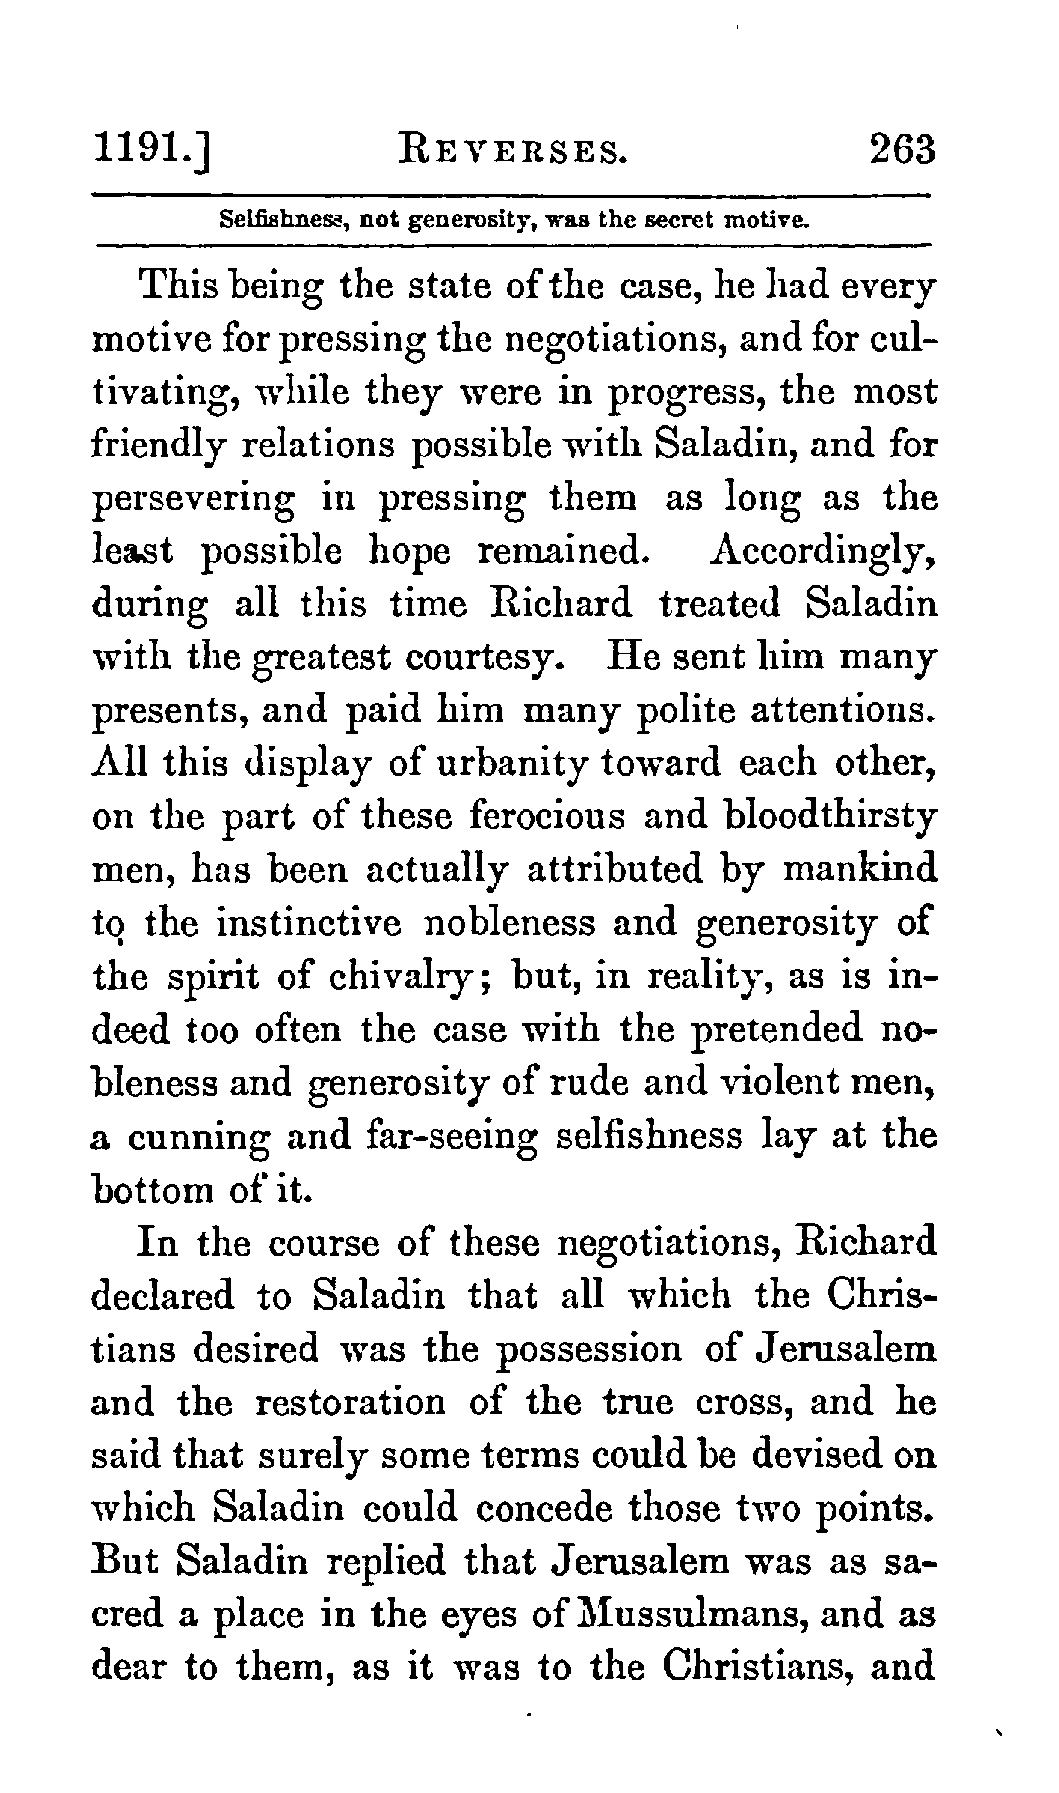 1191.] REVERSES. 263
Selfishness, not generosity, was the secret motive.
This being the state of the case, he had every
motive for pressing the negotiations, and for cul-
tivating, while they were in progress, the most
friendly relations possible with Saladin, and for
persevering in pressing them as long as the
least possible hope remained. Accordingly,
during all this time Richard treated Saladin
with the greatest courtesy. He sent him many
presents, and paid him many polite attentions.
All this display of urbanity toward each other,
on the part of these ferocious and bloodthirsty
men, has been actually attributed by mankind
to the instinctive nobleness and generosity of
the spirit of chivalry; but, in reality, as is in-
deed too often the case with the pretended no-
bleness and generosity of rude and violent men,
a cunning and far-seeing selfishness lay at the
bottom of it.
In the course of these negotiations, Richard
declared to Saladin that all which the Chris-
tians desired was the possession of Jerusalem
and the restoration of the true cross, and he
said that surely some terms could be devised on
which Saladin could concede those two points.
But Saladin replied that Jerusalem was as sa-
cred a place in the eyes of Mussulmans, and as
dear to them, as it was to the Christians, and